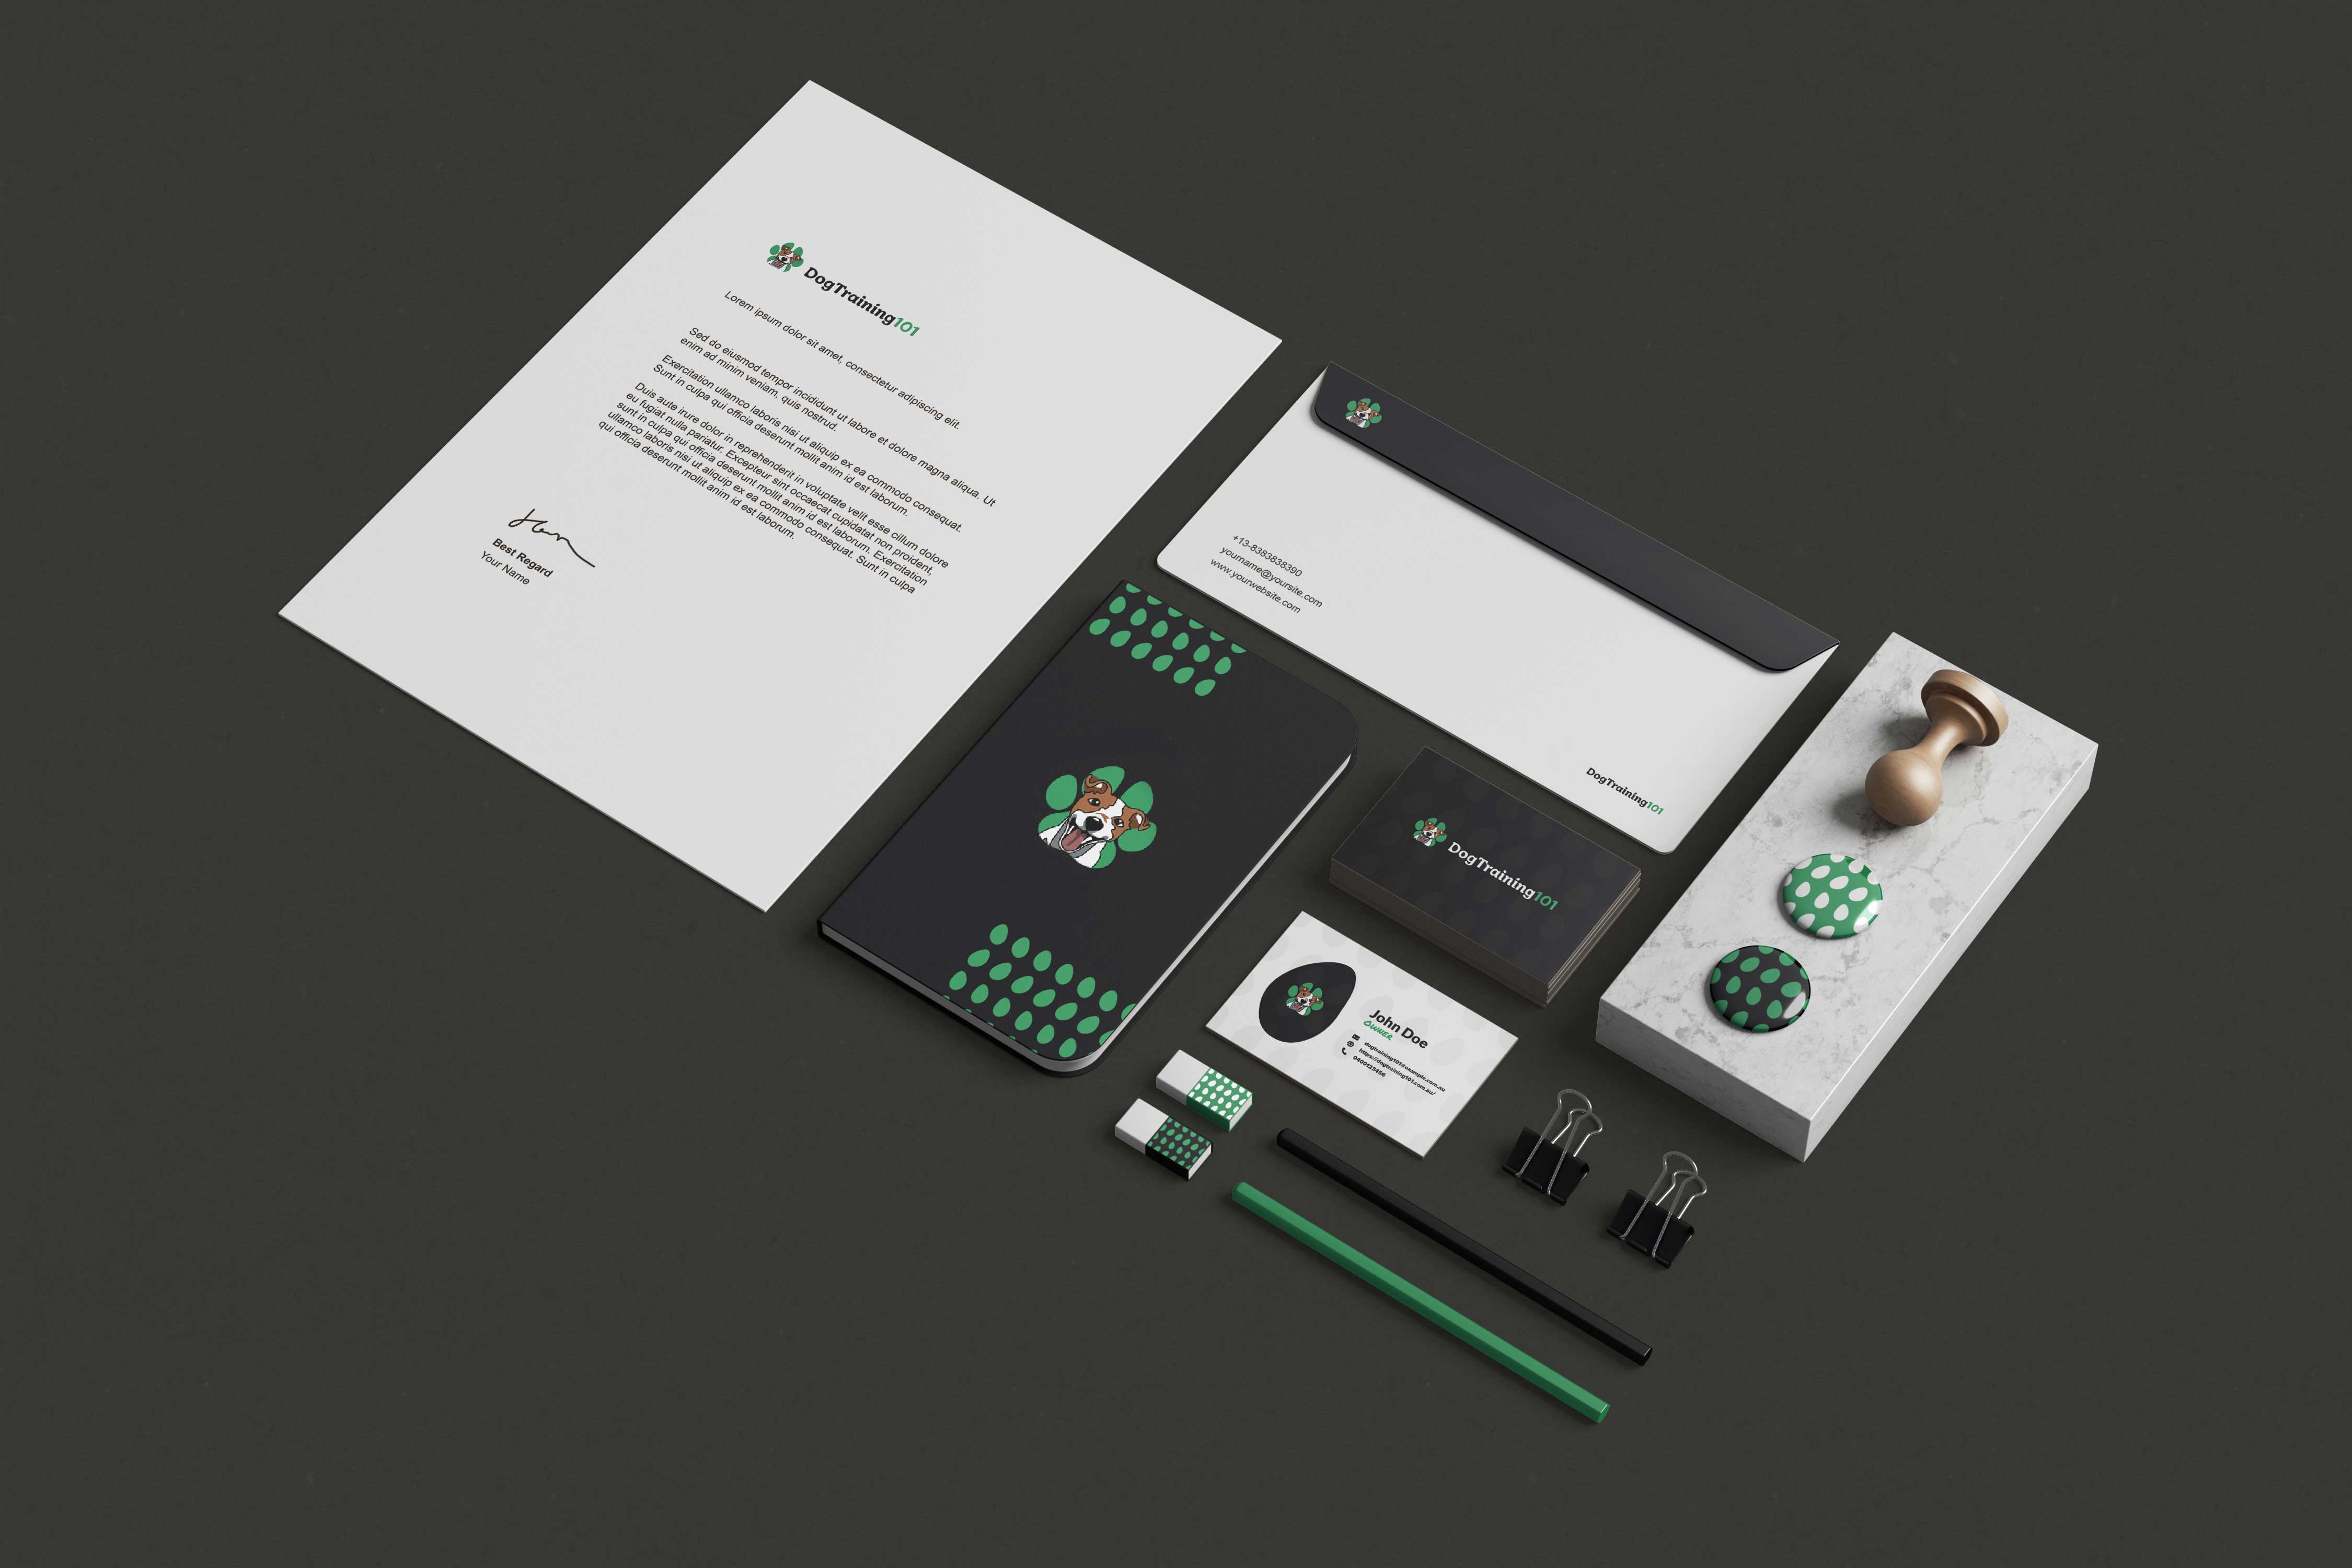 DogTraining101
Lorem ipsum dolor sit amet, consectetur adipiscing elit.
Sed do eiusmod tempor incididunt ut labore et dolore magna aliqua. Ut
enim ad minim veniam, quis nostrud.
Exercitation ullamco laboris nisi ut aliquip ex ea commodo consequat.
Sunt in culpa qui officia deserunt mollit anim id est laborum.
Duis aute irure dolor in reprehenderit in voluptate velit esse cillum dolore
eu fugiat nulla pariatur. Excepteur sint occaecat cupidatat non proident,
sunt in culpa qui officia deserunt mollit anim id est laborum. Exercitation
ullamco laboris nisi ut aliquip ex ea commodo consequat. Sunt in culpa
qui officia deserunt mollit anim id est laborum.
Best Regard
Your Name
+13-8383838390
yourname@yoursite.com
www.yourwebsite.com
DogTraining101
DogTraining101
John Doe
OWNER
dogtraining101@example.com.au
https://dogtraining101.com.au/
0400123456